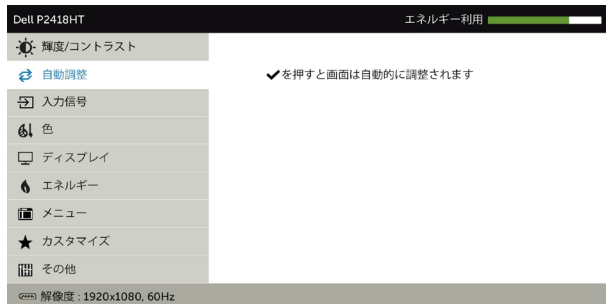 Dell P2418HT
エネルギー利用
輝度/コントラスト
自動調整
✔を押すと画面は自動的に調整されます
入力信号
色
ディスプレイ
エネルギー
メニュー
カスタマイズ
その他
解像度 : 1920x1080, 60Hz